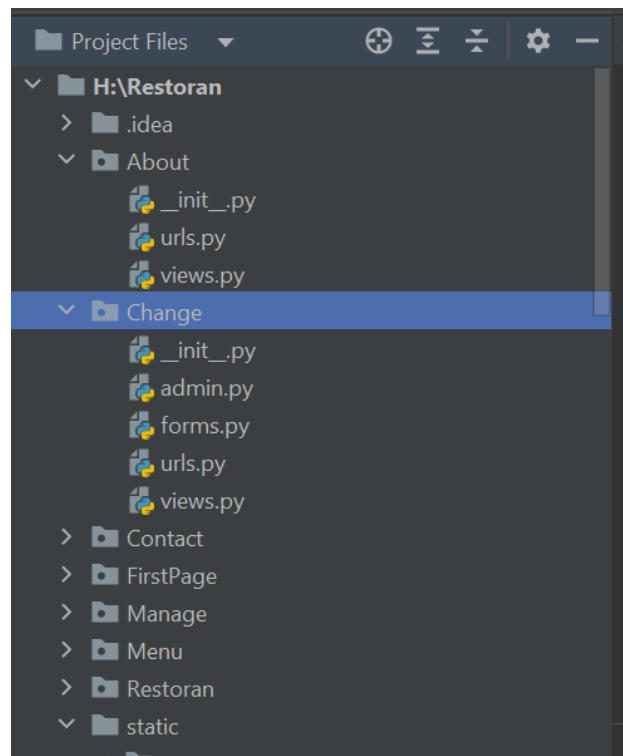 Project Files
H:\Restoran
.idea
About
__init__.py
urls.py
views.py
Change
__init__.py
admin.py
forms.py
urls.py
views.py
Contact
FirstPage
Manage
Menu
Restoran
static